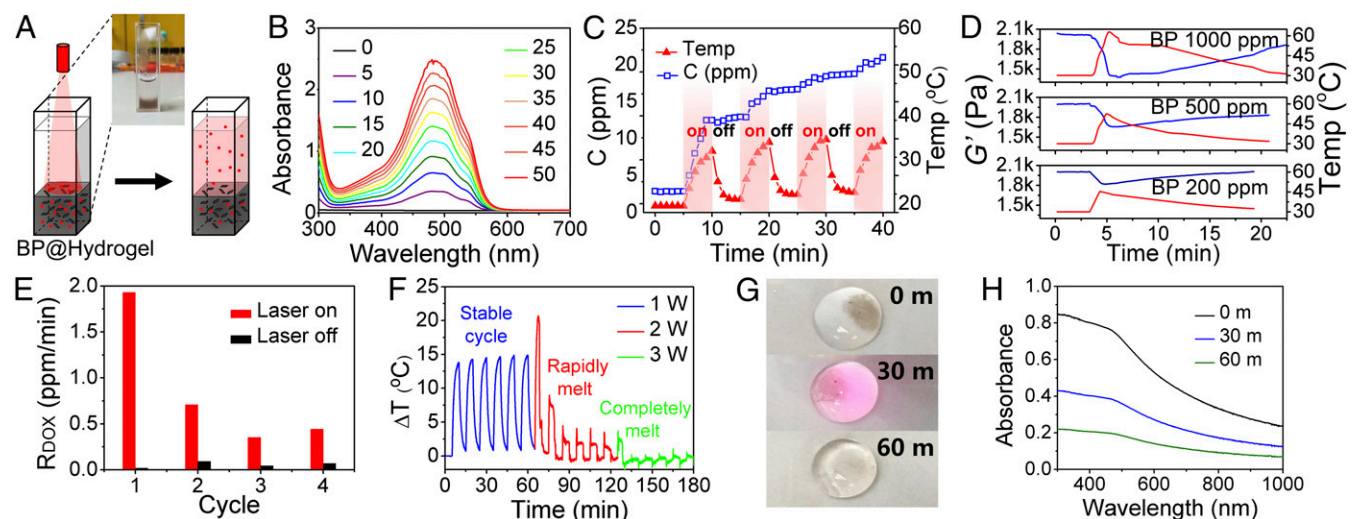 A
BP@Hydrogel
B
Absorbance
3
2
1
0
0
5
10
15
20
25
30
35
40
45
50
300 400 500 600 700
Wavelength (nm)
C
C (ppm)
25
20
15
10
5
0
Temp
C (ppm)
on off on off on off on
60
50
40
30
20
Temp (°C)
0 10 20 30 40
Time (min)
D
G' (Pa)
2.1k
1.8k
1.5k
BP 1000 ppm
60
45
30
2.1k
1.8k
1.5k
BP 500 ppm
60
45
30
2.1k
1.8k
1.5k
BP 200 ppm
60
45
30
Temp (°C)
0 5 10 15 20
Time (min)
E
RDOX (ppm/min)
2.0
1.5
1.0
0.5
0.0
Laser on
Laser off
1 2 3 4
Cycle
F
ΔT (°C)
25
20
15
10
5
0
Stable
cycle
Rapidly
melt
Completely
melt
1 W
2 W
3 W
0 30 60 90 120 150 180
Time (min)
G
0 m
30 m
60 m
H
Absorbance
1.0
0.8
0.6
0.4
0.2
0.0
0 m
30 m
60 m
400 600 800 1000
Wavelength (nm)